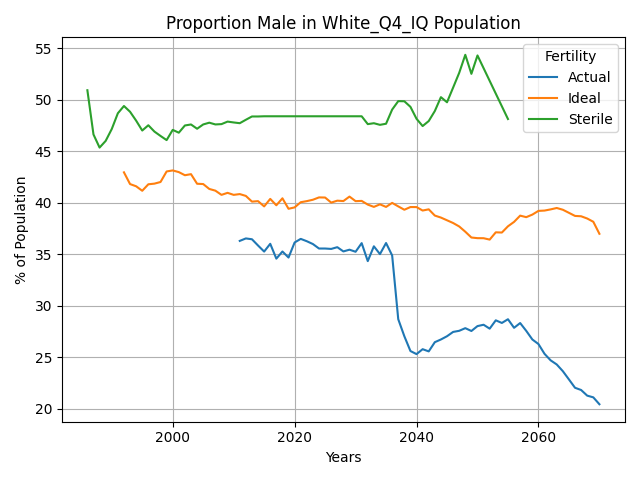 Proportion Male in White_Q4_IQ Population
% of Population
55
50
45
40
35
30
25
20
Fertility
Actual
Ideal
Sterile
2000
2020
2040
2060
Years